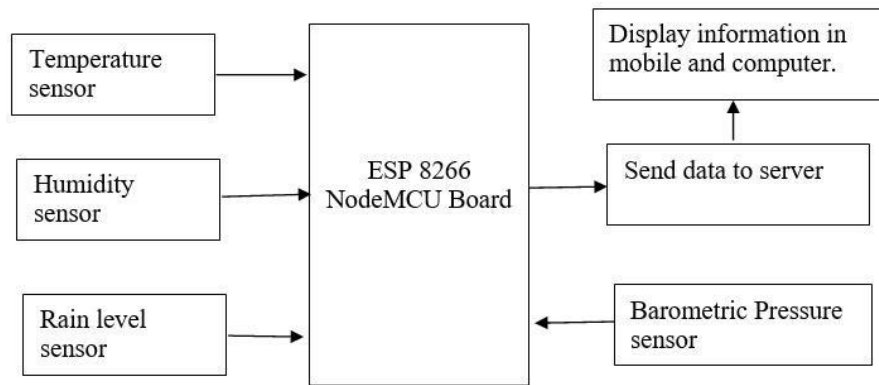 Temperature
sensor
Humidity
sensor
Rain level
sensor
ESP 8266
NodeMCU Board
Display information in
mobile and computer.
Send data to server
Barometric Pressure
sensor